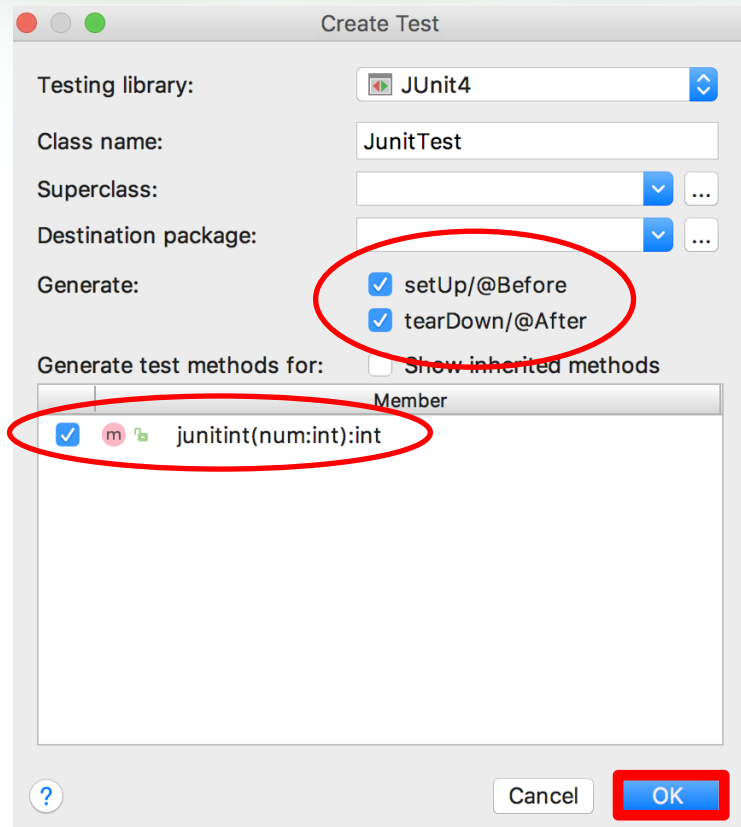 Create Test
Testing library: JUnit4
Class name: JunitTest
Superclass: ...
Destination package: ...
Generate: setUp/@Before
tearDown/@After
Generate test methods for: Show inherited methods
Member
m junitint(num:int):int
? Cancel OK